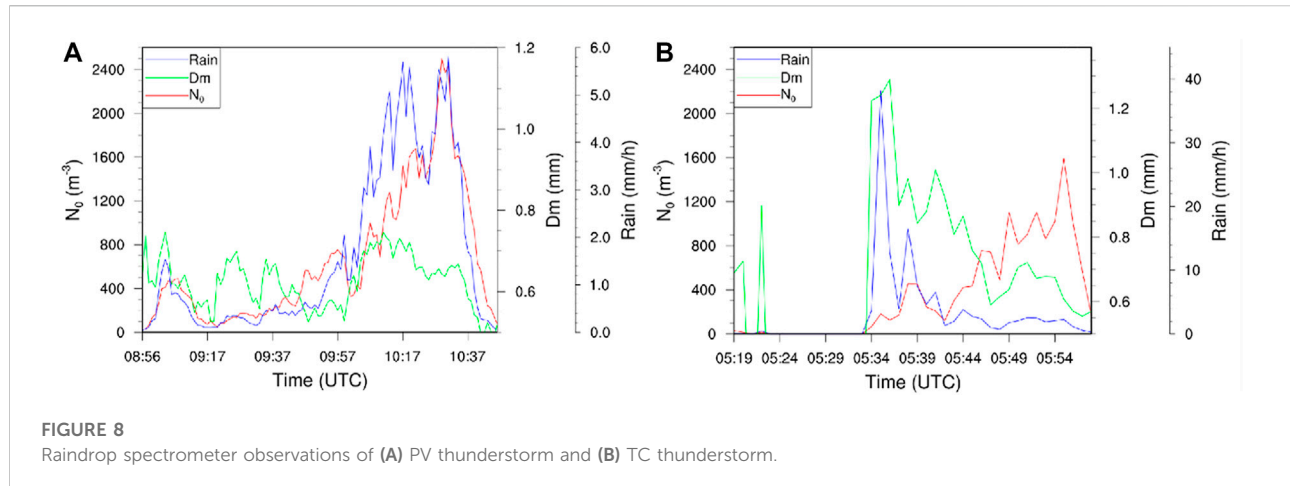 A
Rain
Dm
N₀
2400
2000
1600
1200
800
400
0
N₀ (m⁻³)
1.2
1.0
0.8
0.6
Dm (mm)
6.0
5.0
4.0
3.0
2.0
1.0
0.0
Rain (mm/h)
08:56 09:17 09:37 09:57 10:17 10:37
Time (UTC)
B
Rain
Dm
N₀
2400
2000
1600
1200
800
400
0
N₀ (m⁻³)
1.2
1.0
0.8
0.6
Dm (mm)
40
30
20
10
0
Rain (mm/h)
05:19 05:24 05:29 05:34 05:39 05:44 05:49 05:54
Time (UTC)
FIGURE 8
Raindrop spectrometer observations of (A) PV thunderstorm and (B) TC thunderstorm.